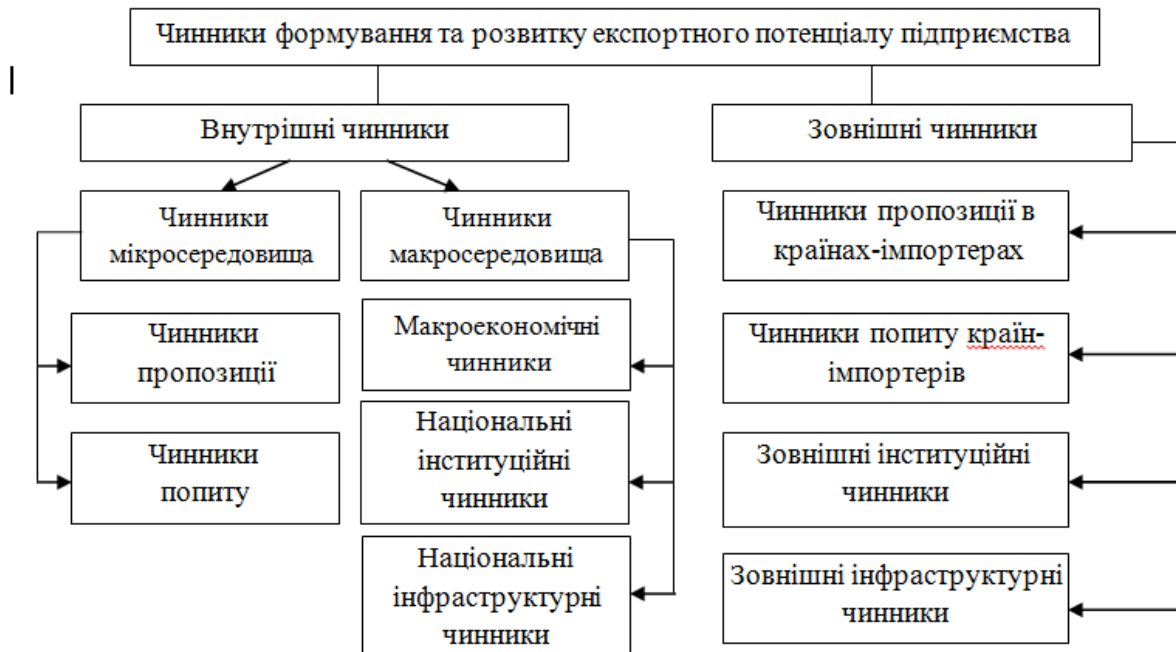 Чинники формування та розвитку експортного потенціалу підприємства
Внутрішні чинники
Зовнішні чинники
Чинники
мікросередовища
Чинники
макросередовища
Чинники пропозиції в
країнах-імпортерах
Чинники
пропозиції
Макроекономічні
чинники
Чинники попиту країн-
імпортерів
Чинники
попиту
Національні
інституційні
чинники
Зовнішні інституційні
чинники
Національні
інфраструктурні
чинники
Зовнішні інфраструктурні
чинники